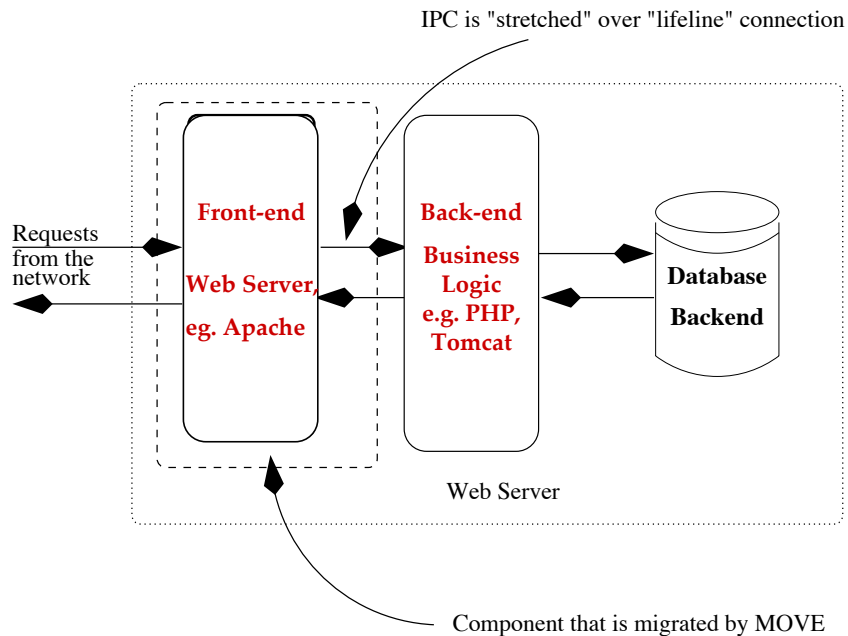 IPC is "stretched" over "lifeline" connection
Requests
from the
network
Front-end
Web Server,
eg. Apache
Back-end
Business
Logic
e.g. PHP,
Tomcat
Database
Backend
Web Server
Component that is migrated by MOVE